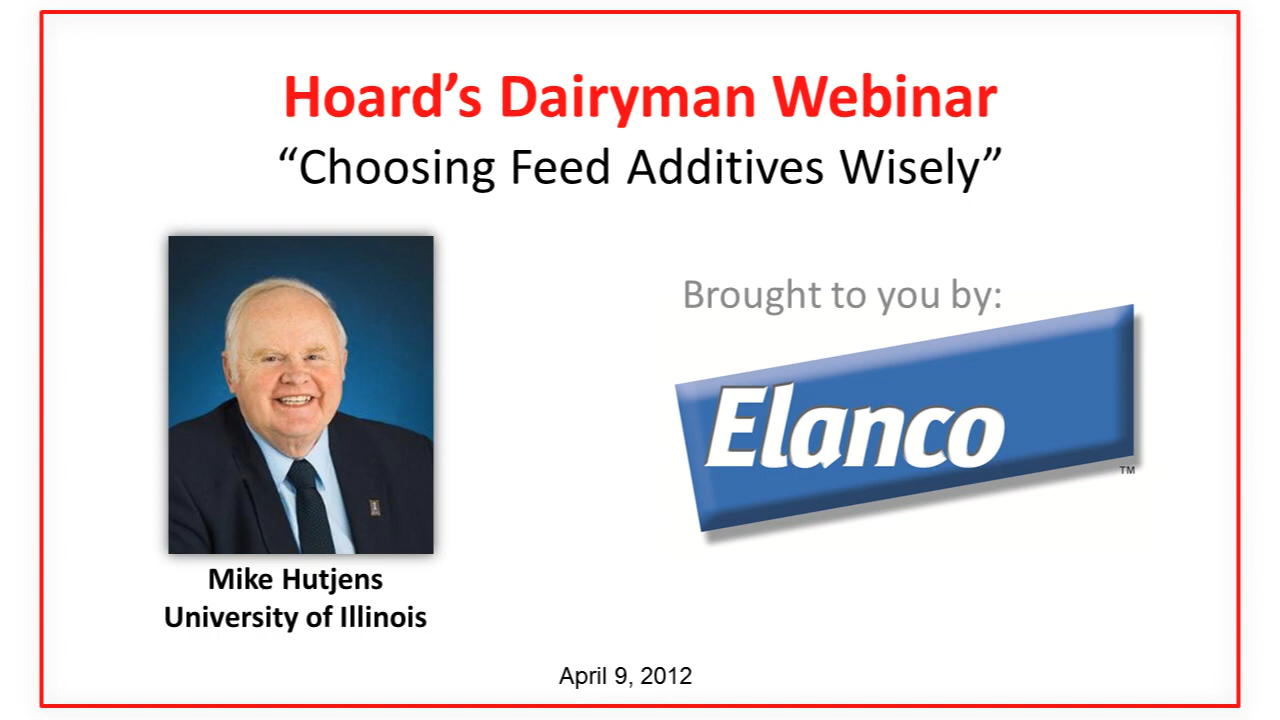 Hoard’s Dairyman Webinar
“Choosing Feed Additives Wisely”
Brought to you by:
Elanco
TM
Mike Hutjens
University of Illinois
April 9, 2012